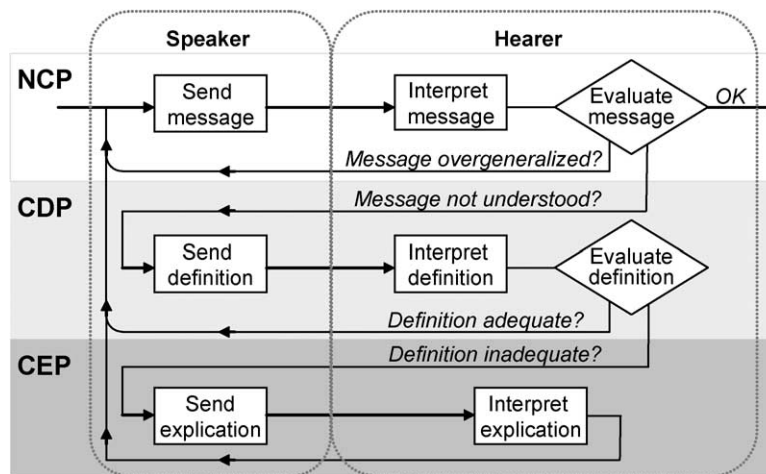 Speaker
Hearer
NCP
Send
message
Interpret
message
Evaluate
message
OK
Message overgeneralized?
CDP
Message not understood?
Send
definition
Interpret
definition
Evaluate
definition
Definition adequate?
CEP
Definition inadequate?
Send
explication
Interpret
explication